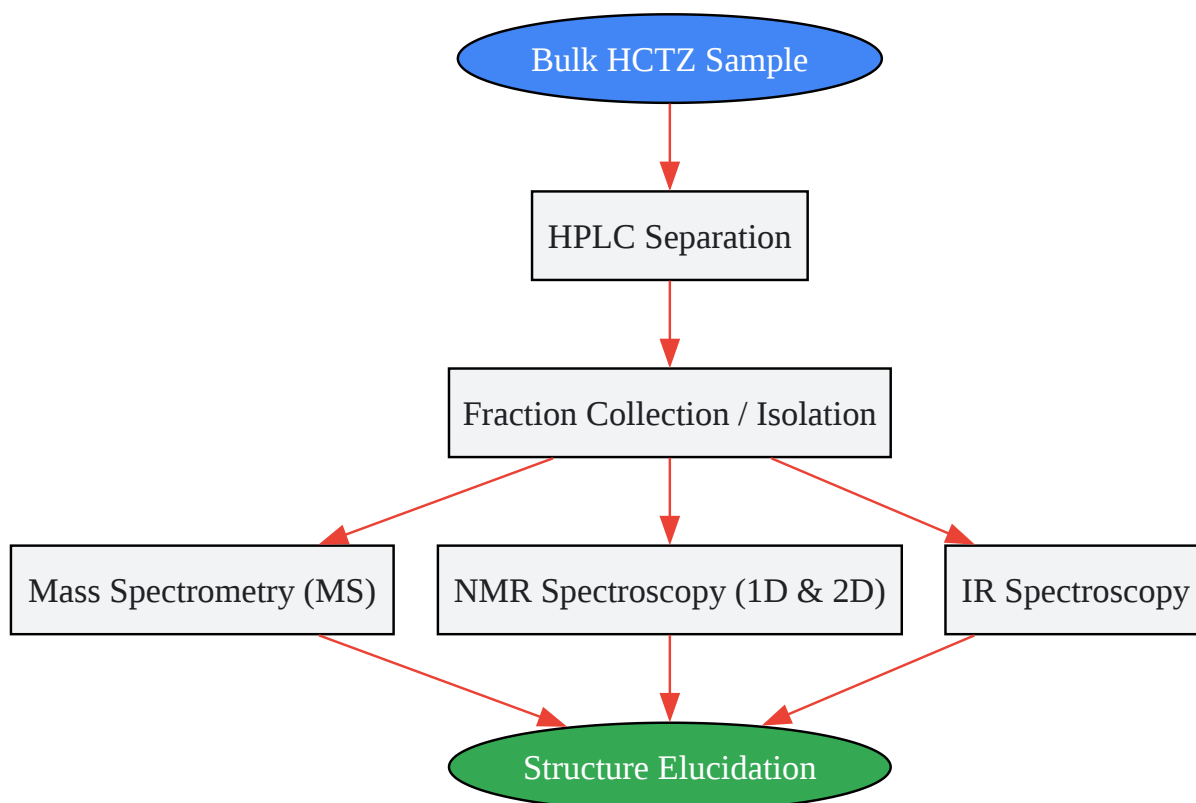 Bulk HCTZ Sample
HPLC Separation
Fraction Collection / Isolation
Mass Spectrometry (MS)
NMR Spectroscopy (1D & 2D)
IR Spectroscopy
Structure Elucidation